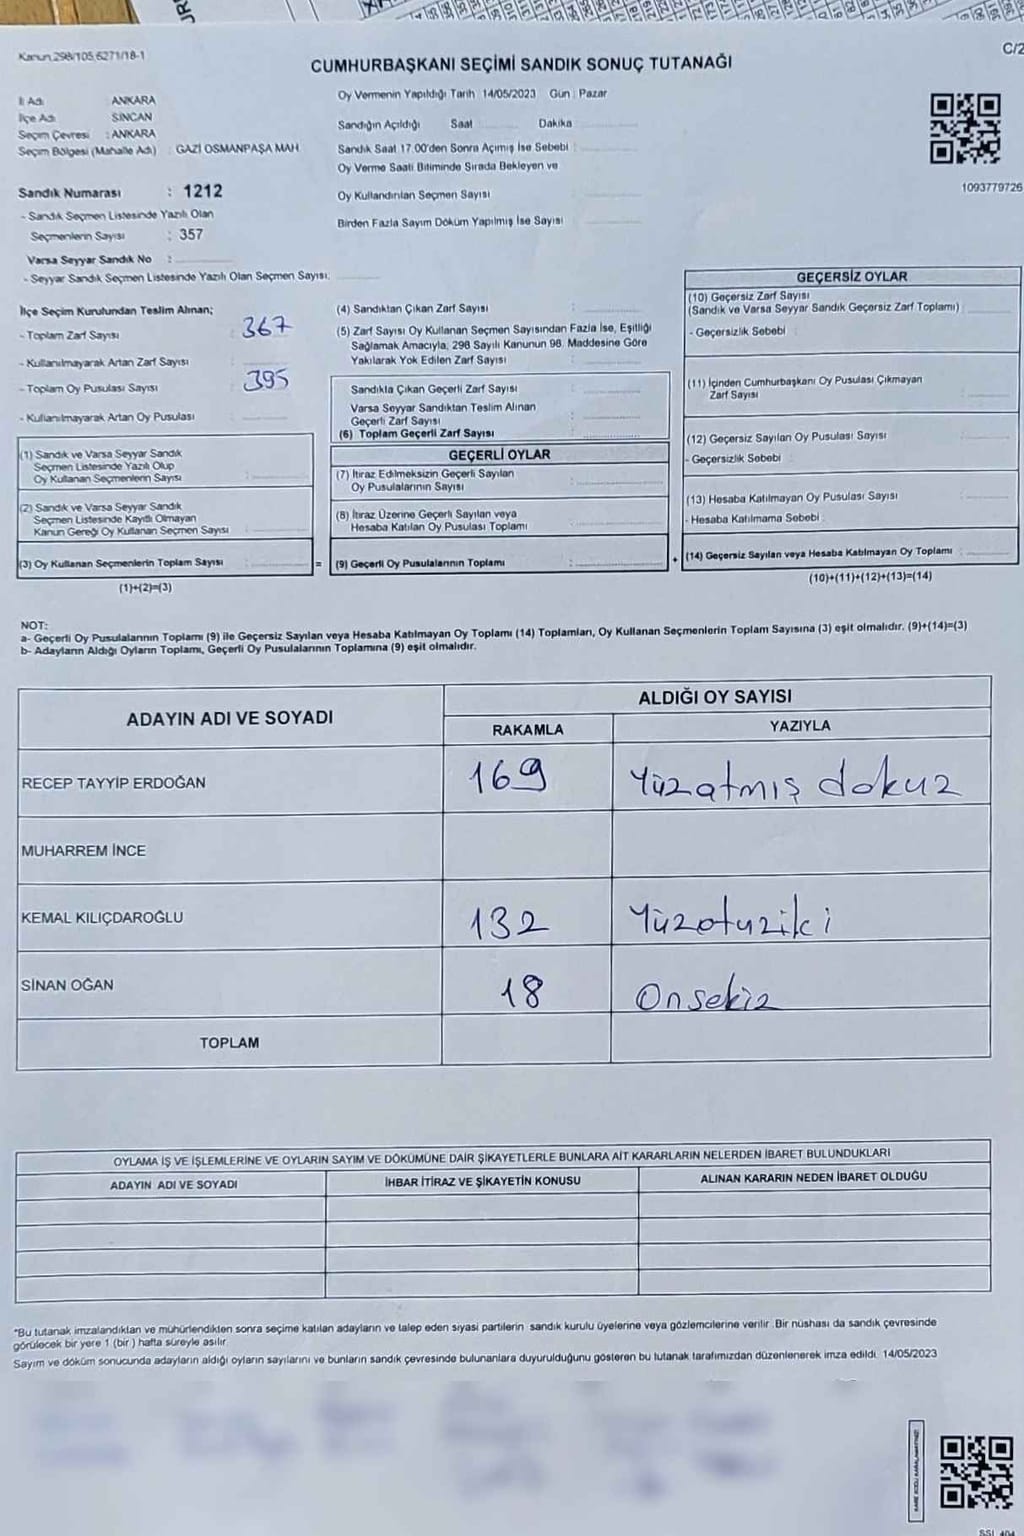 Kanun.298/105,6271/18-1
C/2
CUMHURBAŞKANI SEÇİMİ SANDIK SONUÇ TUTANAĞI
İl Adı : ANKARA
İlçe Adı : SİNCAN
Seçim Çevresi : ANKARA
Seçim Bölgesi (Mahalle Adı) : GAZİ OSMANPAŞA MAH
Oy Vermenin Yapıldığı Tarih 14/05/2023 Gün : Pazar
Sandığın Açıldığı Saat Dakika
Sandık Saat 17:00'den Sonra Açımış İse Sebebi :
Oy Verme Saati Bitiminde Sırada Bekleyen ve
Oy Kullandırılan Seçmen Sayısı :
Birden Fazla Sayım Döküm Yapılmış İse Sayısı :
1093779726
Sandık Numarası : 1212
- Sandık Seçmen Listesinde Yazılı Olan
Seçmenlerin Sayısı : 357
Varsa Seyyar Sandık No :
- Seyyar Sandık Seçmen Listesinde Yazılı Olan Seçmen Sayısı:
İlçe Seçim Kurulundan Teslim Alınan;
- Toplam Zarf Sayısı : 367
- Kullanılmayarak Artan Zarf Sayısı :
- Toplam Oy Pusulası Sayısı : 395
- Kullanılmayarak Artan Oy Pusulası :
(1) Sandık ve Varsa Seyyar Sandık
Seçmen Listesinde Yazılı Olup
Oy Kullanan Seçmenlerin Sayısı :
(2) Sandık ve Varsa Seyyar Sandık
Seçmen Listesinde Kayıtlı Olmayan
Kanun Gereği Oy Kullanan Seçmen Sayısı :
(3) Oy Kullanan Seçmenlerin Toplam Sayısı :
(1)+(2)=(3)
(4) Sandıktan Çıkan Zarf Sayısı :
(5) Zarf Sayısı Oy Kullanan Seçmen Sayısından Fazla İse, Eşitliği
Sağlamak Amacıyla, 298 Sayılı Kanunun 98. Maddesine Göre
Yakılarak Yok Edilen Zarf Sayısı :
Sandıkla Çıkan Geçerli Zarf Sayısı :
Varsa Seyyar Sandıktan Teslim Alınan
Geçerli Zarf Sayısı :
(6) Toplam Geçerli Zarf Sayısı :
GEÇERLİ OYLAR
(7) İtiraz Edilmeksizin Geçerli Sayılan
Oy Pusulalarının Sayısı :
(8) İtiraz Üzerine Geçerli Sayılan veya
Hesaba Katılan Oy Pusulası Toplamı :
= (9) Geçerli Oy Pusulalarının Toplamı :
GEÇERSİZ OYLAR
(10) Geçersiz Zarf Sayısı
(Sandık ve Varsa Seyyar Sandık Geçersiz Zarf Toplamı) :
- Geçersizlik Sebebi :
(11) İçinden Cumhurbaşkanı Oy Pusulası Çıkmayan
Zarf Sayısı :
(12) Geçersiz Sayılan Oy Pusulası Sayısı :
- Geçersizlik Sebebi :
(13) Hesaba Katılmayan Oy Pusulası Sayısı :
- Hesaba Katılmama Sebebi :
+ (14) Geçersiz Sayılan veya Hesaba Katılmayan Oy Toplamı :
(10)+(11)+(12)+(13)=(14)
NOT:
a- Geçerli Oy Pusulalarının Toplamı (9) ile Geçersiz Sayılan veya Hesaba Katılmayan Oy Toplamı (14) Toplamları, Oy Kullanan Seçmenlerin Toplam Sayısına (3) eşit olmalıdır. (9)+(14)=(3)
b- Adayların Aldığı Oyların Toplamı, Geçerli Oy Pusulalarının Toplamına (9) eşit olmalıdır.
ADAYIN ADI VE SOYADI
ALDIĞI OY SAYISI
RAKAMLA YAZIYLA
RECEP TAYYİP ERDOĞAN 169 Yüzatmış dokuz
MUHARREM İNCE
KEMAL KILIÇDAROĞLU 132 Yüzotuziki
SİNAN OĞAN 18 Onsekiz
TOPLAM
OYLAMA İŞ VE İŞLEMLERİNE VE OYLARIN SAYIM VE DÖKÜMÜNE DAİR ŞİKAYETLERLE BUNLARA AİT KARARLARIN NELERDEN İBARET BULUNDUKLARI
ADAYIN ADI VE SOYADI İHBAR İTİRAZ VE ŞİKAYETİN KONUSU ALINAN KARARIN NEDEN İBARET OLDUĞU
*Bu tutanak imzalandıktan ve mühürlendikten sonra seçime katılan adayların ve talep eden siyasi partilerin sandık kurulu üyelerine veya gözlemcilerine verilir. Bir nüshası da sandık çevresinde
görülecek bir yere 1 (bir ) hafta süreyle asılır.
Sayım ve döküm sonucunda adayların aldığı oyların sayılarını ve bunların sandık çevresinde bulunanlara duyurulduğunu gösteren bu tutanak tarafımızdan düzenlenerek imza edildi. 14/05/2023